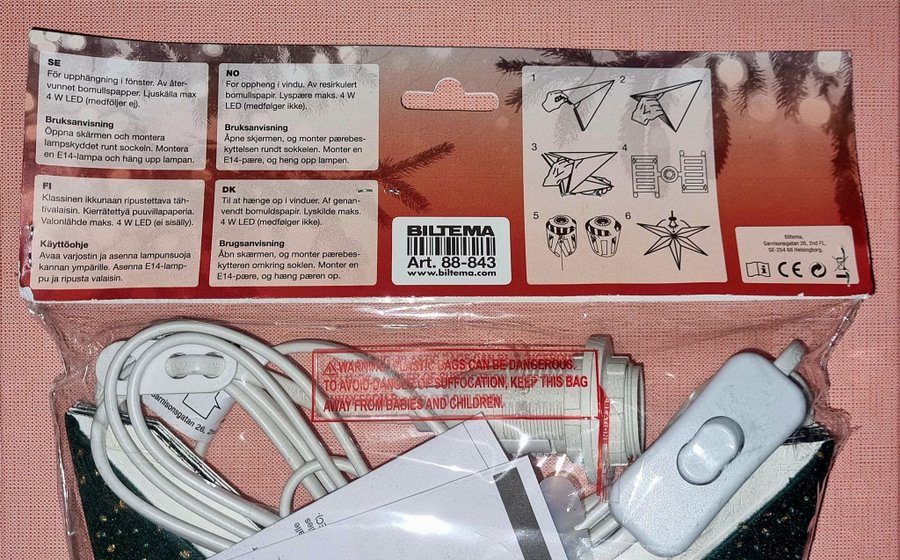 SE
För upphängning i fönster. Av åter-
vunnet bomullspapper. Ljuskälla max
4 W LED (medföljer ej).
Bruksanvisning
Öppna skärmen och montera
lampskyddet runt sockeln. Montera
en E14-lampa och häng upp lampan.
NO
For oppheng i vindu. Av resirkulert
bomullspapir. Lyspære maks. 4 W
LED (medfølger ikke).
Bruksanvisning
Åpne skjermen, og monter pærebes-
kyttelsen rundt sokkelen. Monter en
E14-pære, og heng opp lampen.
FI
Klassinen ikkunaan ripustettava täh-
tivalaisin. Kierrätettyä puuvillapaperia.
Valonlähde maks. 4 W LED (ei sisälly).
Käyttöohje
Avaa varjostin ja asenna lampunsuoja
kannan ympärille. Asenna E14-lamp-
pu ja ripusta valaisin.
DK
Til at hænge op i vinduer. Af genan-
vendt bomuldspapir. Lyskilde maks.
4 W LED (medfølger ikke).
Brugsanvisning
Åbn skærmen, og monter pærebes-
kytteren omkring soklen. Monter en
E14-pære, og hæng pæren op.
BILTEMA
Art. 88-843
www.biltema.com
1
2
3
4
5
6
Biltema,
Garnisonsgatan 26, 2nd FL,
SE-254 66 Helsingborg.
CE
WARNING: PLASTIC BAGS CAN BE DANGEROUS.
TO AVOID DANGER OF SUFFOCATION, KEEP THIS BAG
AWAY FROM BABIES AND CHILDREN.
arnisonsgatan 26, 2